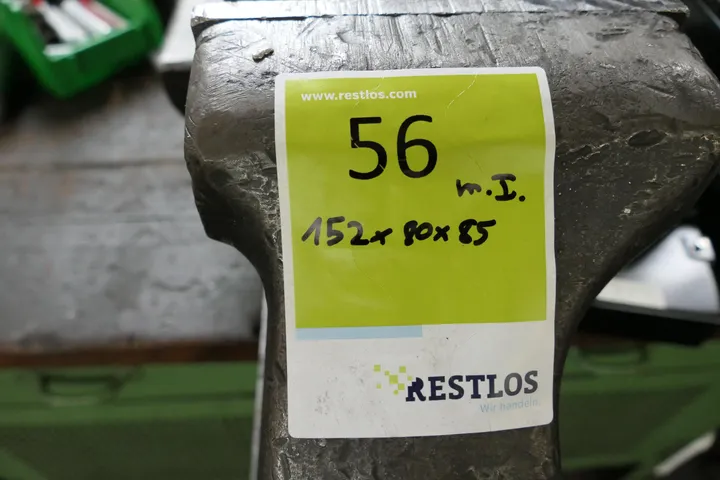 www.restlos.com
56
m.I.
152x80x85
RESTLOS
Wir handeln.